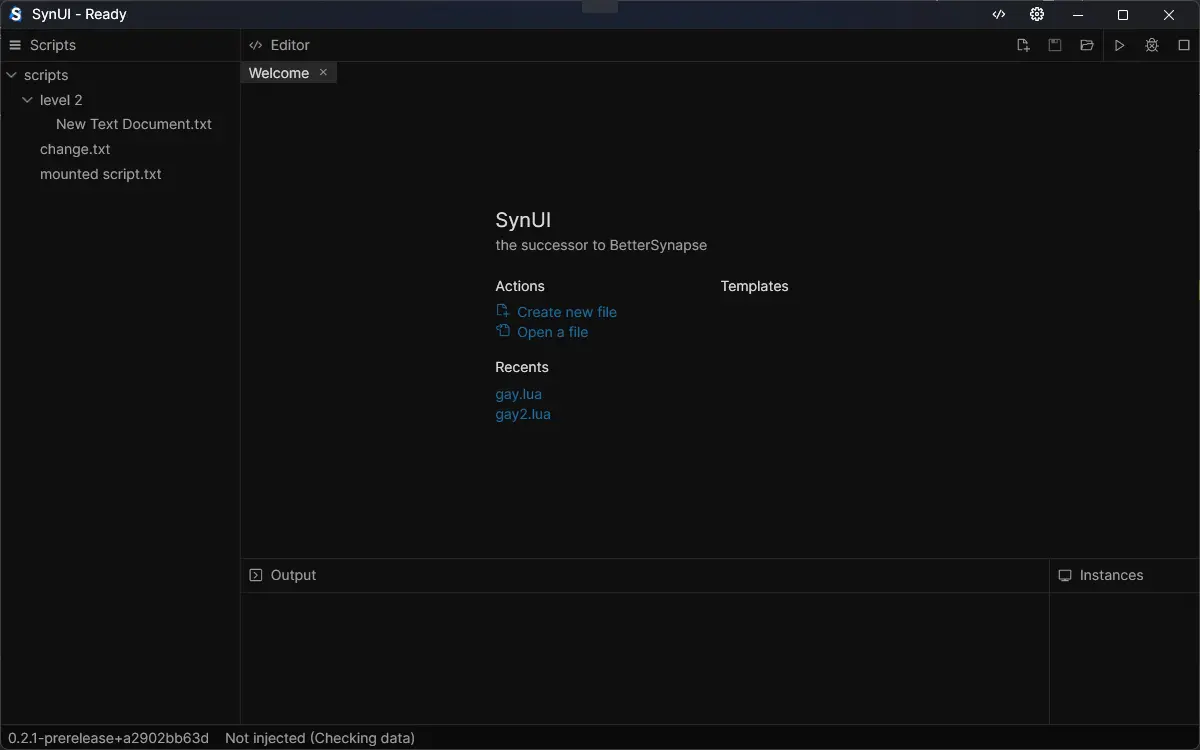 SynUI - Ready
Scripts
Editor
scripts
Welcome
level 2
New Text Document.txt
change.txt
mounted script.txt
SynUI
the successor to BetterSynapse
Actions
Templates
Create new file
Open a file
Recents
gay.lua
gay2.lua
Output
Instances
0.2.1-prerelease+a2902bb63d
Not injected (Checking data)